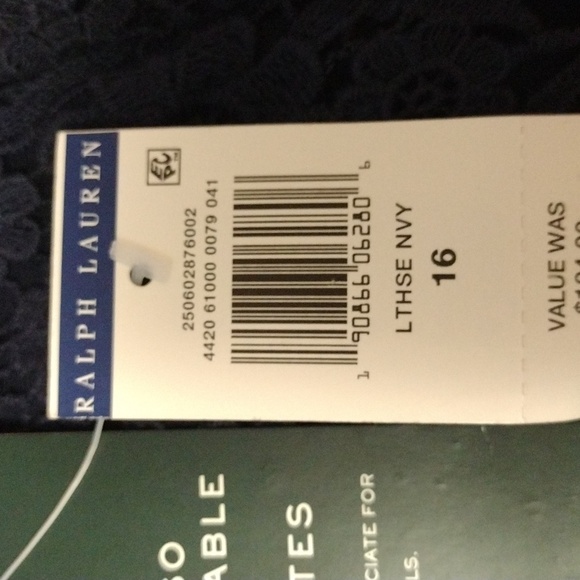 RALPH LAUREN
250602876002
4420 61000 0079 041
1 90866 06280 6
LTHSE NVY
16
VALUE WAS
ABLE
CIATE FOR
LS.